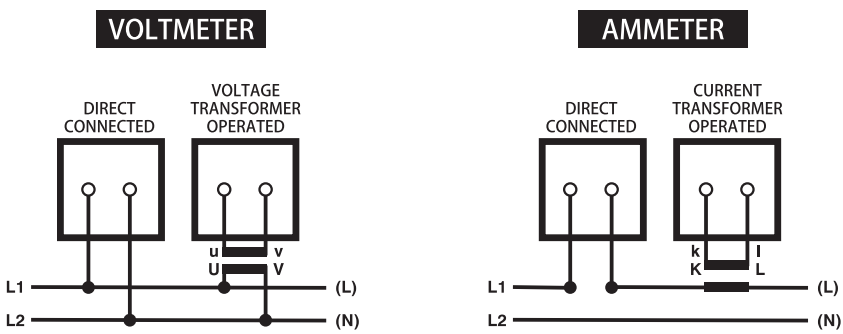 VOLTMETER
DIRECT
CONNECTED
VOLTAGE
TRANSFORMER
OPERATED
u v
U V
L1 (L)
L2 (N)
AMMETER
DIRECT
CONNECTED
CURRENT
TRANSFORMER
OPERATED
k l
K L
L1 (L)
L2 (N)